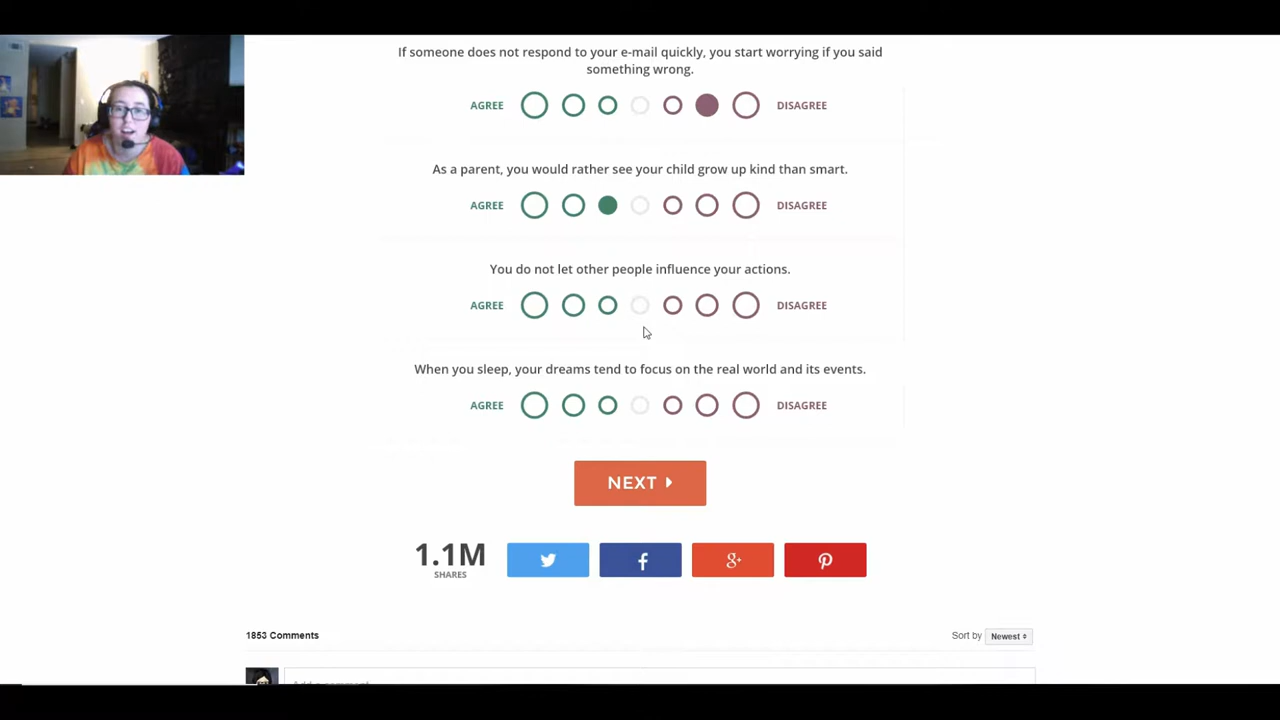 If someone does not respond to your e-mail quickly, you start worrying if you said
something wrong.
AGREE DISAGREE
As a parent, you would rather see your child grow up kind than smart.
AGREE DISAGREE
You do not let other people influence your actions.
AGREE DISAGREE
When you sleep, your dreams tend to focus on the real world and its events.
AGREE DISAGREE
NEXT
1.1M
SHARES
1853 Comments Sort by Newest
Add a comment